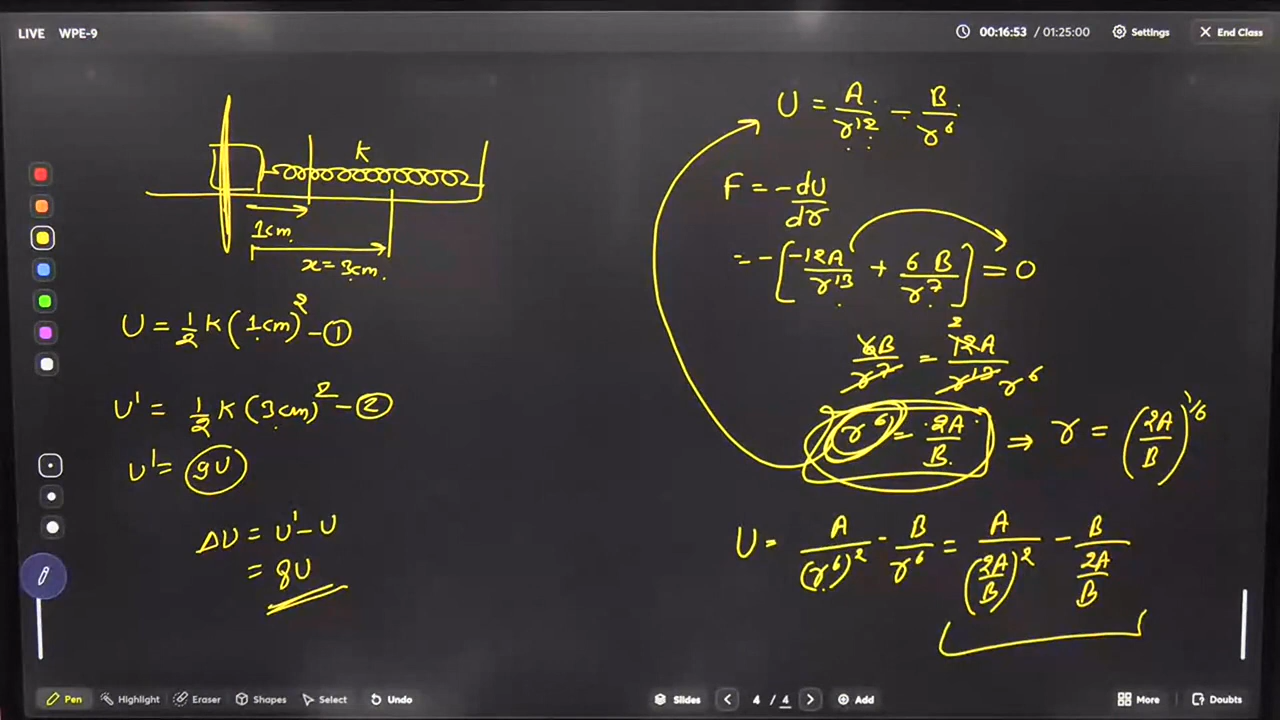 LIVE WPE-9
00:16:53 / 01:25:00 Settings End Class
K
1cm.
x = 3cm.
U = 1/2 K (1cm)² - ①
U' = 1/2 K (3cm)² - ②
U' = 9U
ΔU = U' - U
= 8U
U = A/r¹² - B/r⁶
F = - dU/dr
= - [ -12A/r¹³ + 6B/r⁷ ] = 0
6B/r⁷ = 12A/r¹³ 2 r⁶
r⁶ = 2A/B ⇒ r = (2A/B)^1/6
U = A/(r⁶)² - B/r⁶ = A/(2A/B)² - B/(2A/B)
Pen Highlight Eraser Shapes Select Undo Slides 4 / 4 Add More Doubts